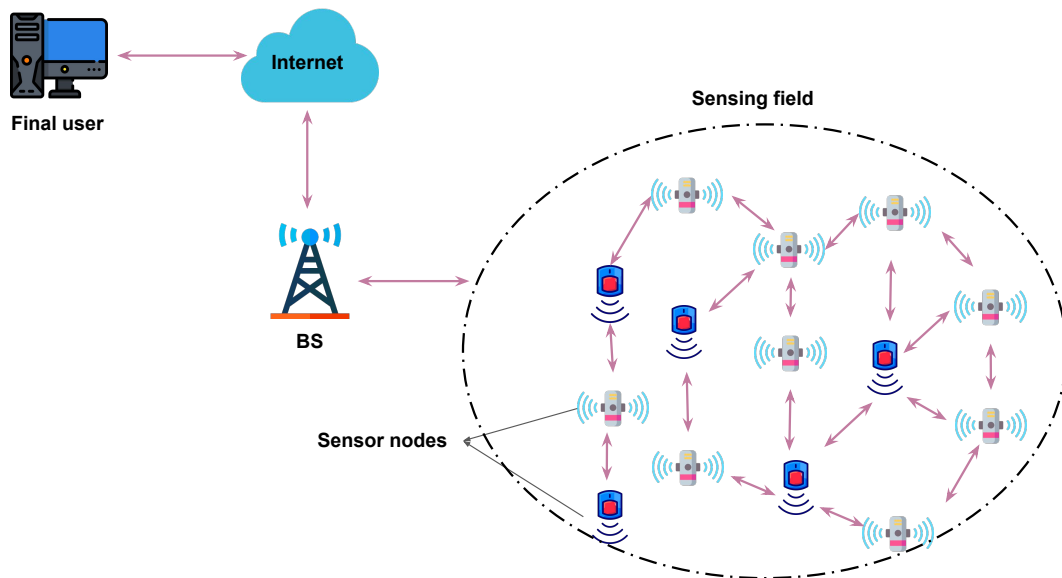 Internet
Final user
Sensing field
BS
Sensor nodes